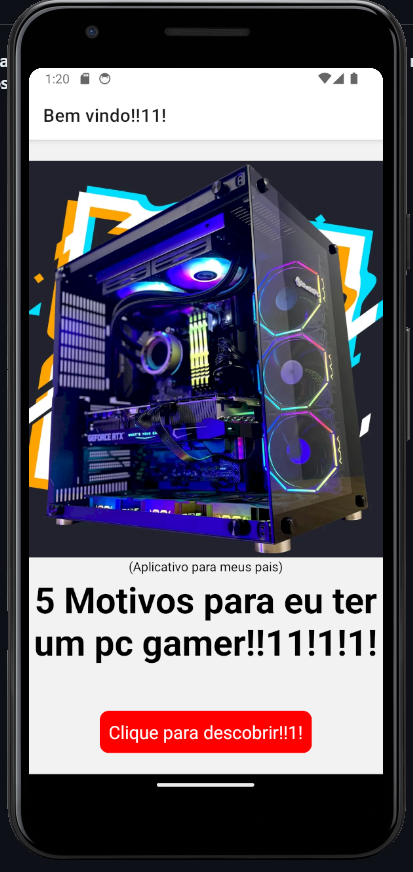 1:20
Bem vindo!!11!
GEFORCE RTX
(Aplicativo para meus pais)
5 Motivos para eu ter
um pc gamer!!11!1!1!
Clique para descobrir!!1!